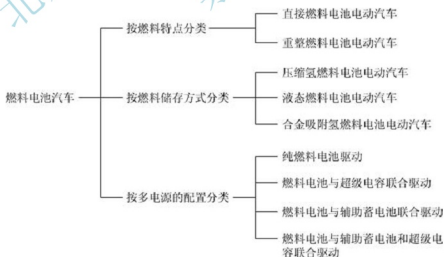 直接燃料电池电动汽车
按燃料特点分类
重整燃料电池电动汽车
压缩氢燃料电池电动汽车
燃料电池汽车
按燃料储存方式分类
液态燃料电池电动汽车
合金吸附氢燃料电池电动汽车
纯燃料电池驱动
燃料电池与超级电容联合驱动
按多电源的配置分类
燃料电池与辅助蓄电池联合驱动
燃料电池与辅助蓄电池和超级电
容联合驱动